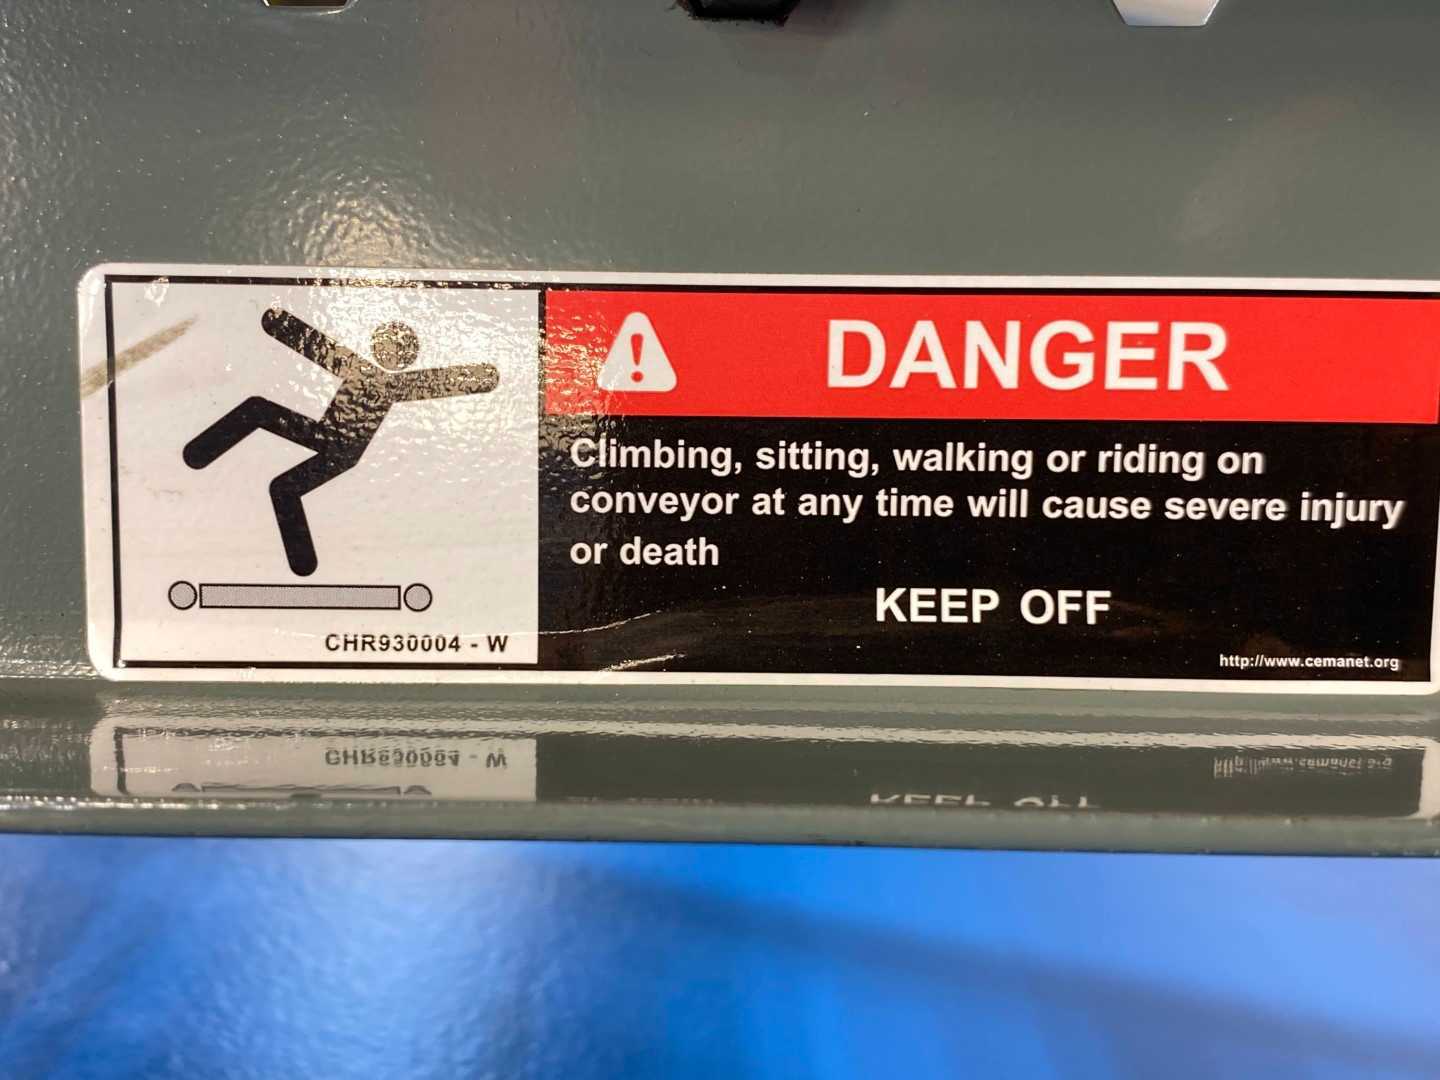 DANGER
Climbing, sitting, walking or riding on
conveyor at any time will cause severe injury
or death
KEEP OFF
CHR930004 - W
http://www.cemanet.org